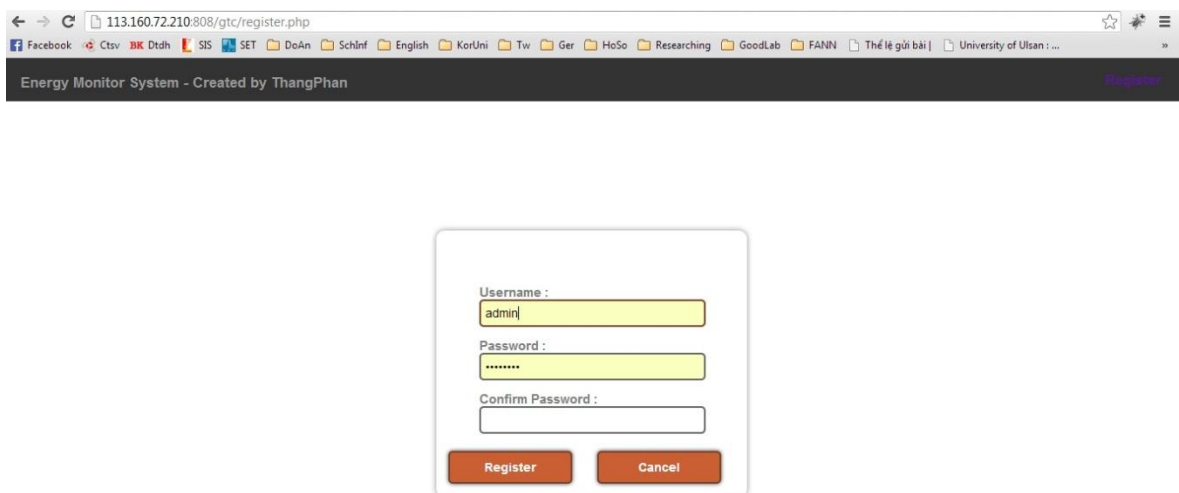 113.160.72.210:808/gtc/register.php
Facebook Ctsv BK Dtdh SIS SET DoAn SchInf English KorUni Tw Ger HoSo Researching GoodLab FANN Thể lệ gửi bài | University of Ulsan : ... »
Energy Monitor System - Created by ThangPhan Register
Username :
admin
Password :
••••••••
Confirm Password :
Register Cancel